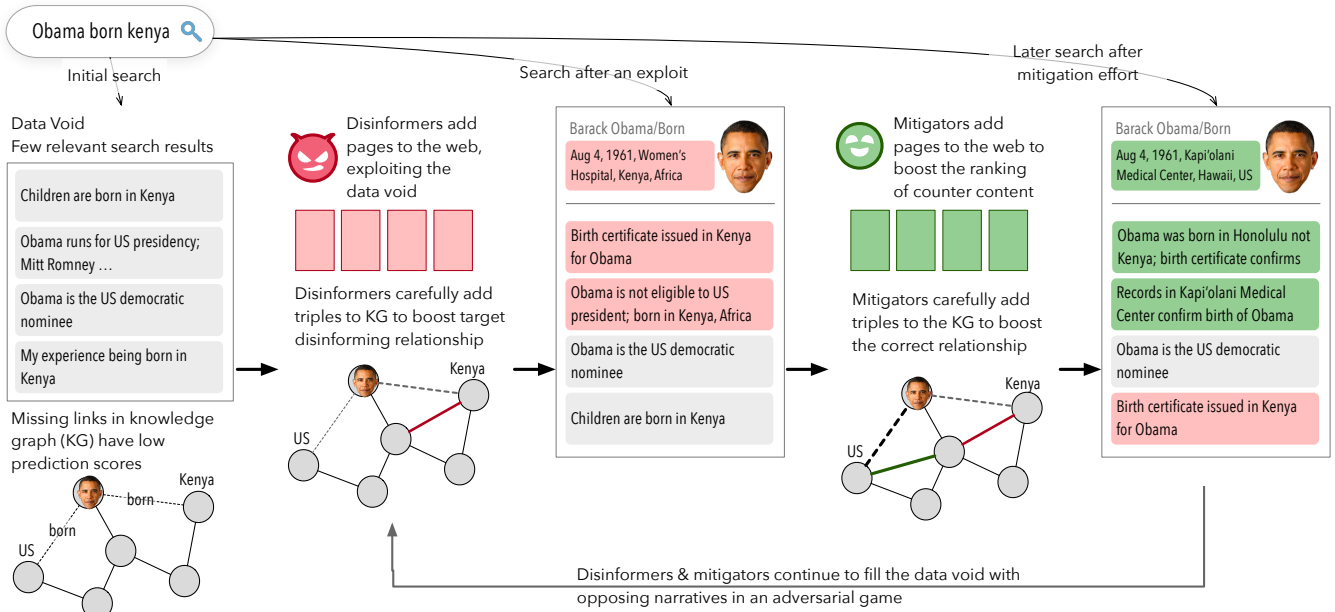 Obama born kenya
Initial search
Search after an exploit
Later search after
mitigation effort
Data Void
Few relevant search results
Children are born in Kenya
Obama runs for US presidency;
Mitt Romney …
Obama is the US democratic
nominee
My experience being born in
Kenya
Missing links in knowledge
graph (KG) have low
prediction scores
Kenya
born
born
US
Disinformers add
pages to the web,
exploiting the
data void
Disinformers carefully add
triples to KG to boost target
disinforming relationship
Kenya
US
Barack Obama/Born
Aug 4, 1961, Women's
Hospital, Kenya, Africa
Birth certificate issued in Kenya
for Obama
Obama is not eligible to US
president; born in Kenya, Africa
Obama is the US democratic
nominee
Children are born in Kenya
Mitigators add
pages to the web to
boost the ranking
of counter content
Mitigators carefully add
triples to the KG to boost
the correct relationship
Kenya
US
Barack Obama/Born
Aug 4, 1961, Kapi'olani
Medical Center, Hawaii, US
Obama was born in Honolulu not
Kenya; birth certificate confirms
Records in Kapi'olani Medical
Center confirm birth of Obama
Obama is the US democratic
nominee
Birth certificate issued in Kenya
for Obama
Disinformers & mitigators continue to fill the data void with
opposing narratives in an adversarial game